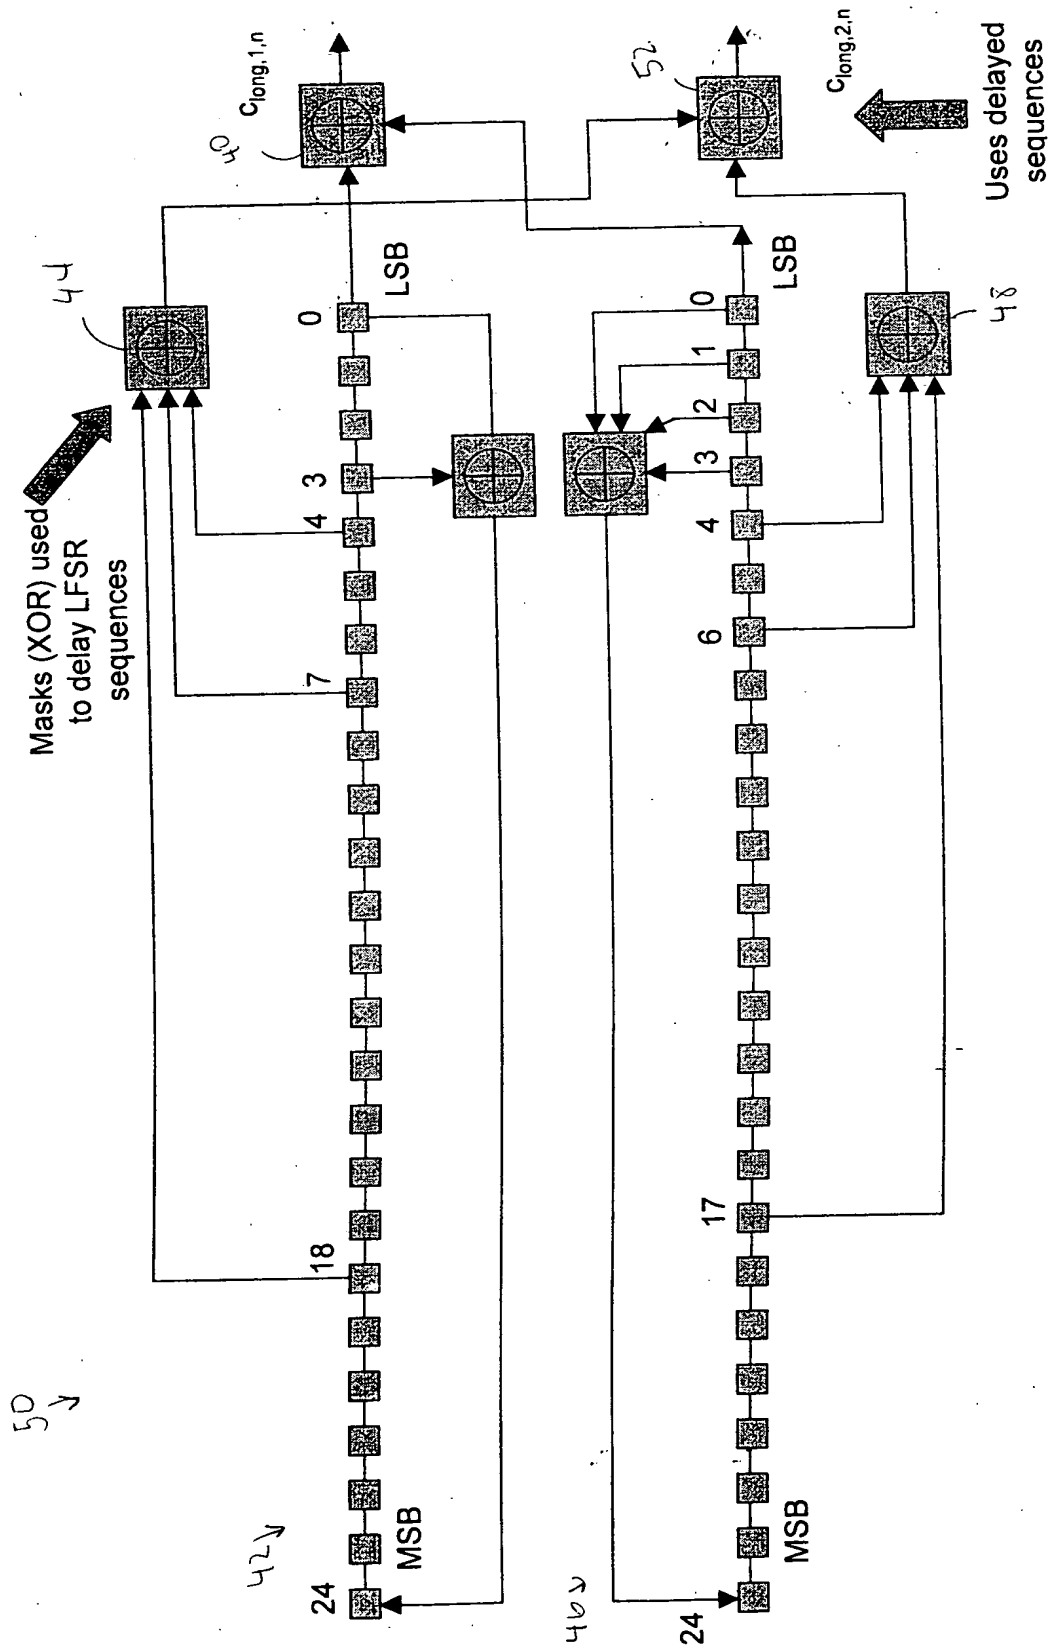 50
Masks (XOR) used
to delay LFSR
sequences
44
40
c_long,1,n
42
24
18
7
4
3
0
MSB
LSB
52
c_long,2,n
Uses delayed
sequences
46
24
17
6
4
3
2
1
0
MSB
LSB
48